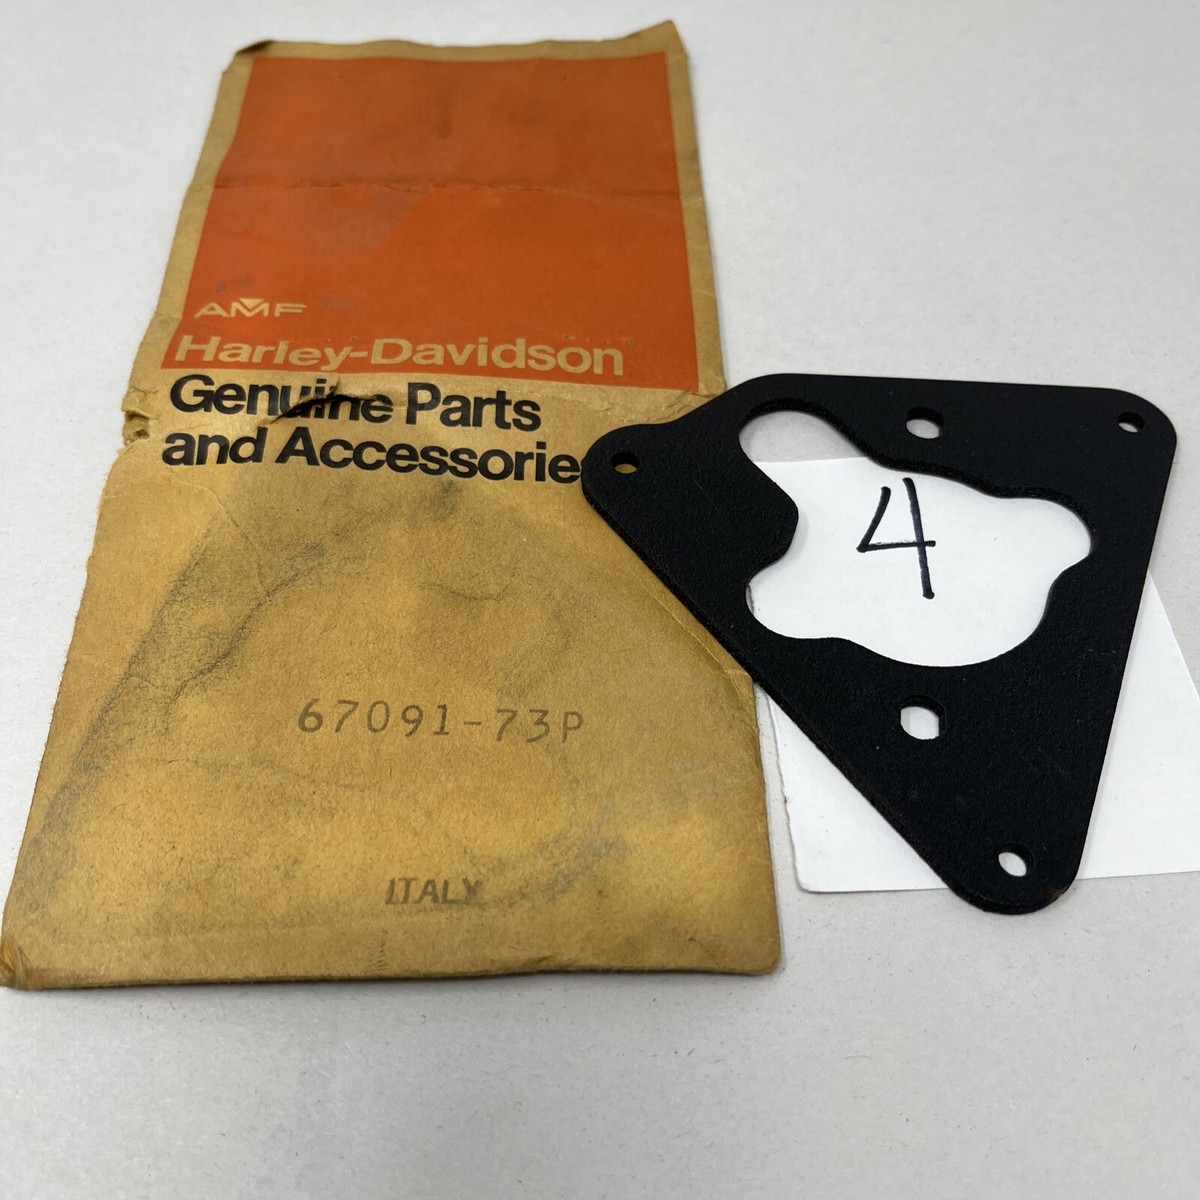 AMF
Harley-Davidson
Genuine Parts
and Accessorie
67091-73P
ITALY
4